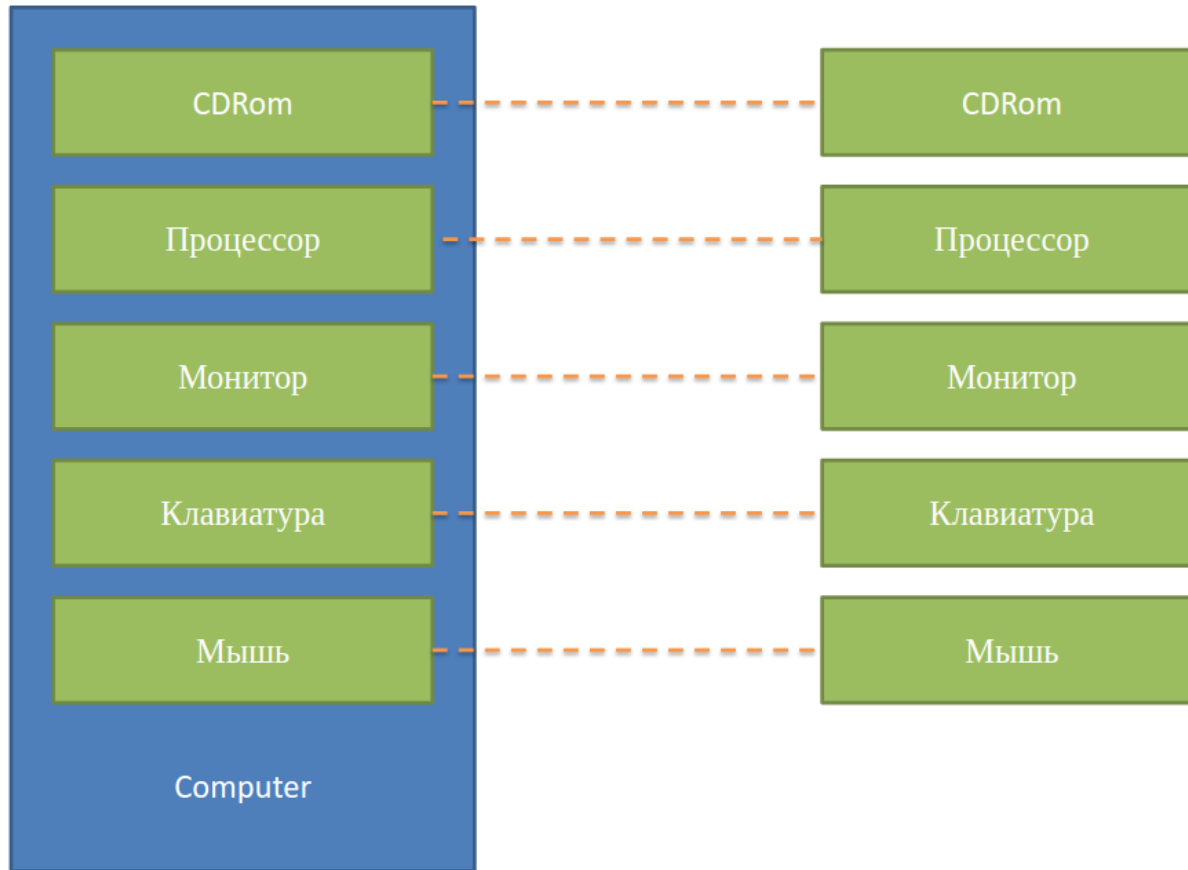 CDRom
CDRom
Процессор
Процессор
Монитор
Монитор
Клавиатура
Клавиатура
Мышь
Мышь
Computer